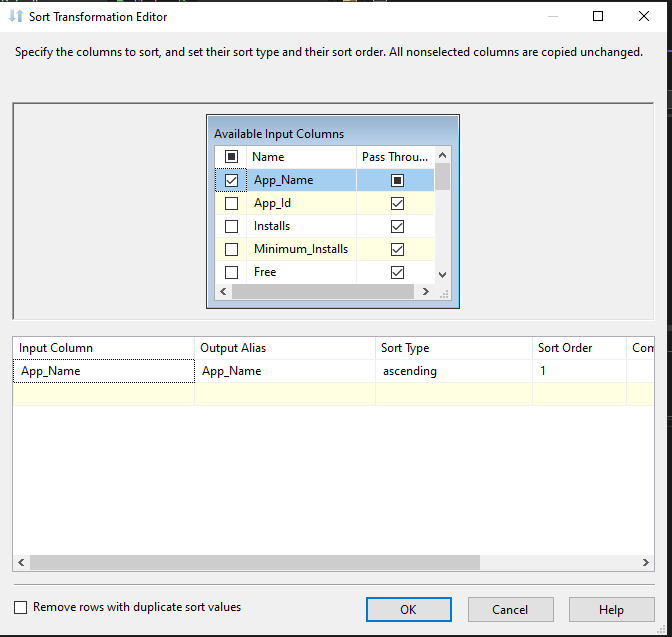 Sort Transformation Editor
Specify the columns to sort, and set their sort type and their sort order. All nonselected columns are copied unchanged.
Available Input Columns
Name Pass Throu...
App_Name
App_Id
Installs
Minimum_Installs
Free
Input Column Output Alias Sort Type Sort Order Com
App_Name App_Name ascending 1
Remove rows with duplicate sort values OK Cancel Help